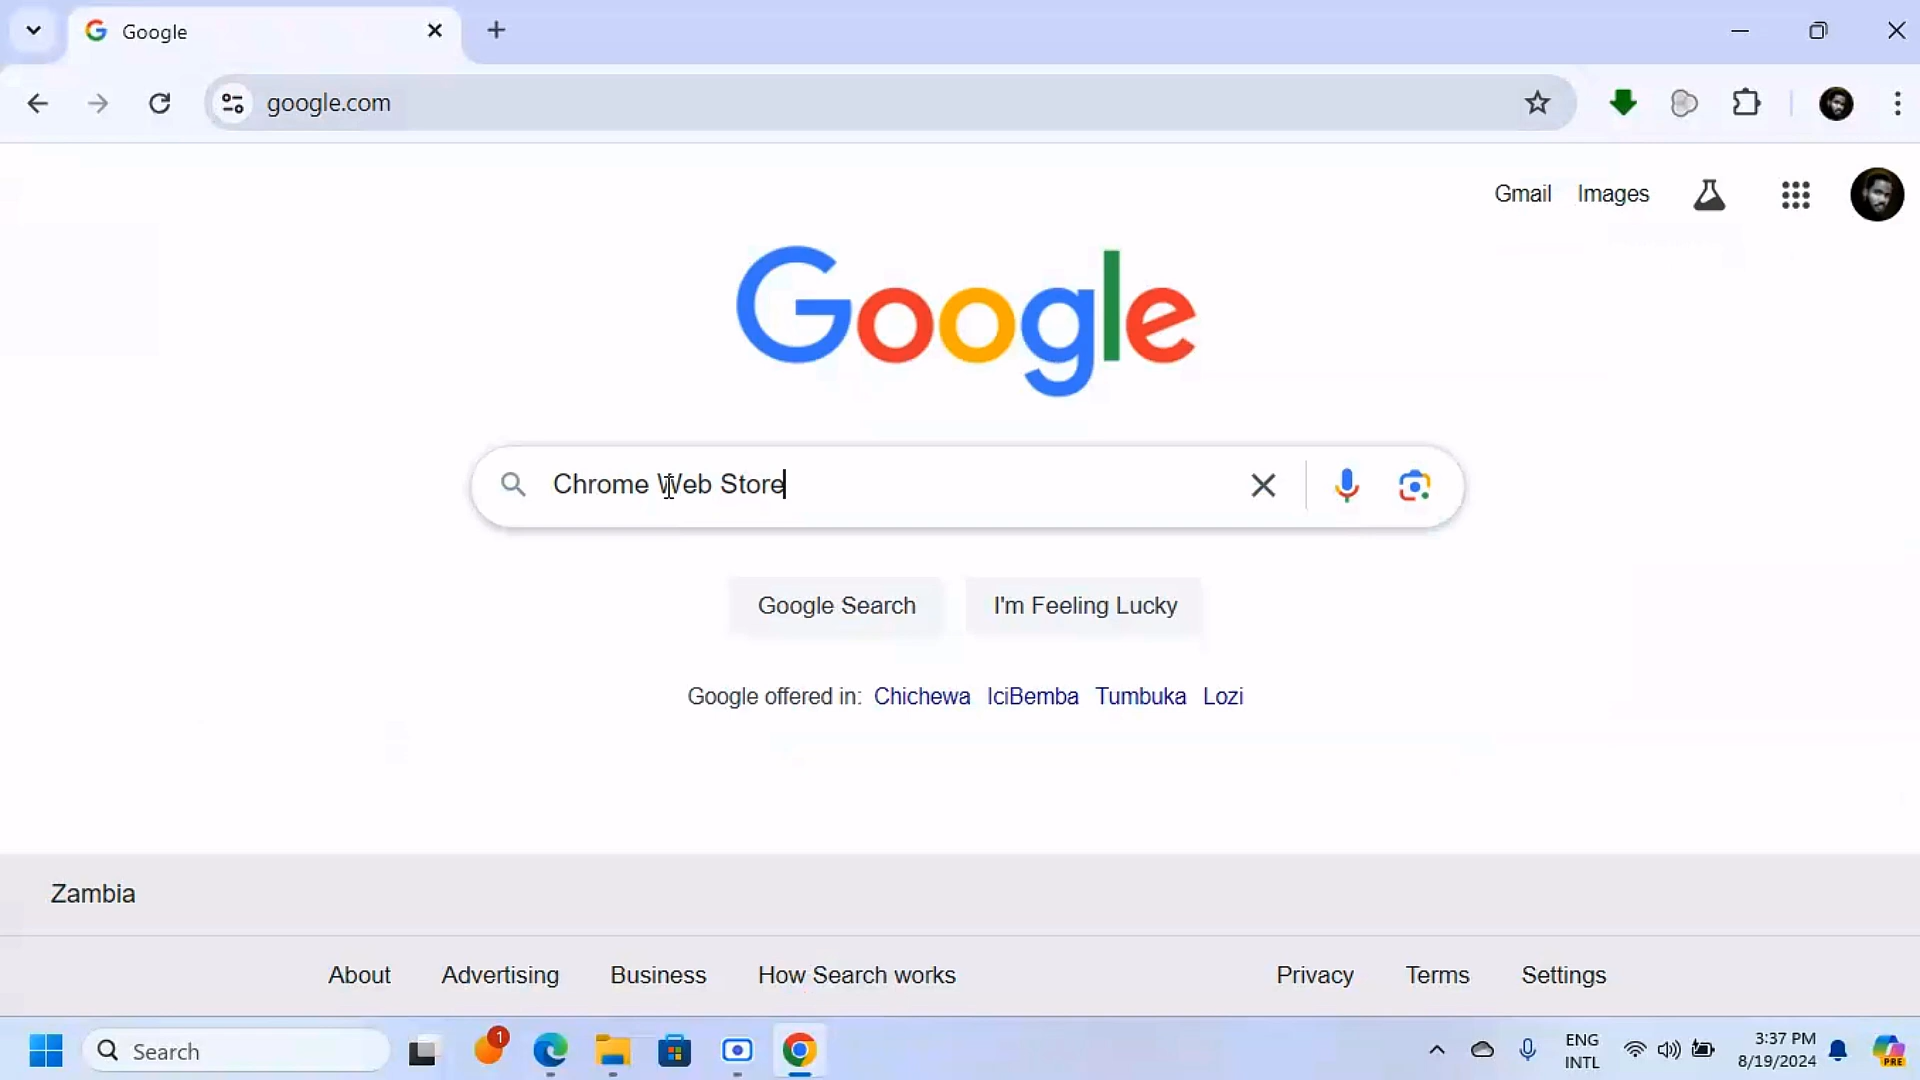 Google
google.com
Gmail Images
Google
Chrome Web Store
Google Search I'm Feeling Lucky
Google offered in: Chichewa IciBemba Tumbuka Lozi
Zambia
About Advertising Business How Search works Privacy Terms Settings
Search 1 ENG 3:37 PM
INTL 8/19/2024 PRE